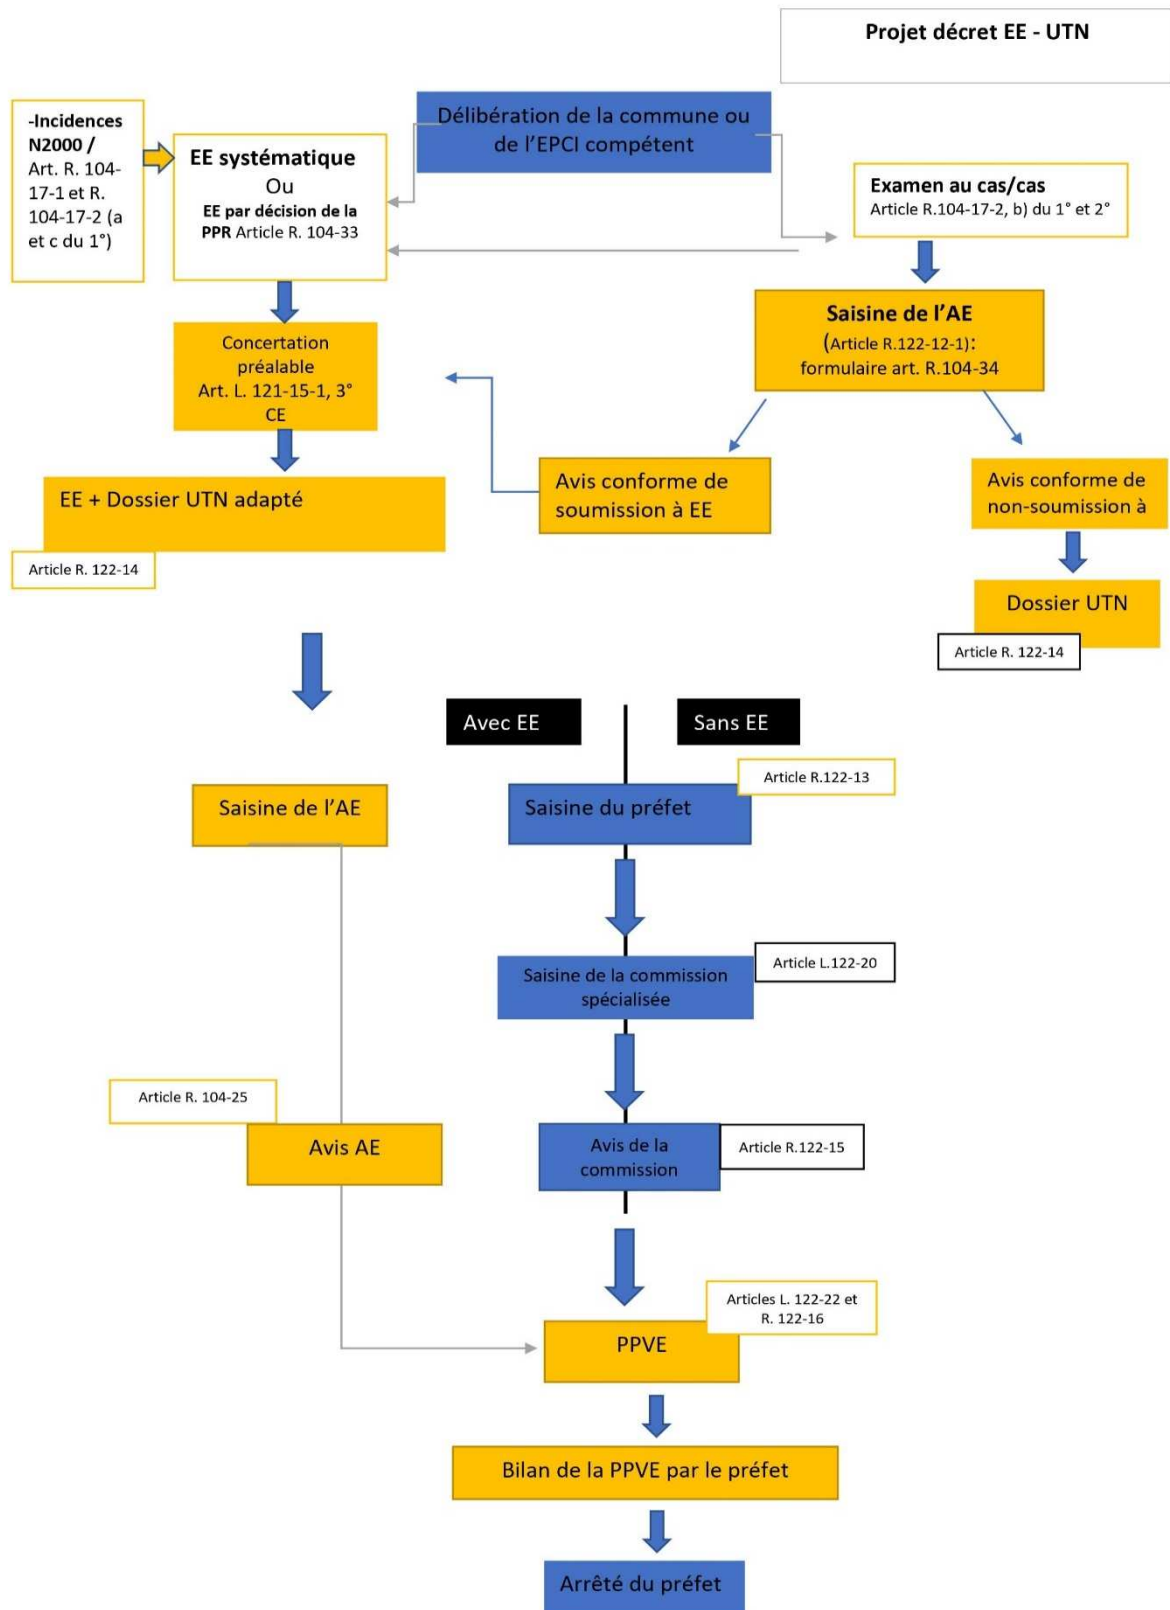 Projet décret EE - UTN
Délibération de la commune ou
de l'EPCI compétent
-Incidences
N2000 /
Art. R. 104-
17-1 et R.
104-17-2 (a
et c du 1°)
EE systématique
Ou
EE par décision de la
PPR Article R. 104-33
Examen au cas/cas
Article R.104-17-2, b) du 1° et 2°
Saisine de l'AE
(Article R.122-12-1):
formulaire art. R.104-34
Concertation
préalable
Art. L. 121-15-1, 3°
CE
Avis conforme de
soumission à EE
Avis conforme de
non-soumission à
EE + Dossier UTN adapté
Article R. 122-14
Dossier UTN
Article R. 122-14
Avec EE
Sans EE
Article R.122-13
Saisine de l'AE
Saisine du préfet
Article L.122-20
Saisine de la commission
spécialisée
Article R. 104-25
Avis AE
Avis de la
commission
Article R.122-15
Articles L. 122-22 et
R. 122-16
PPVE
Bilan de la PPVE par le préfet
Arrêté du préfet